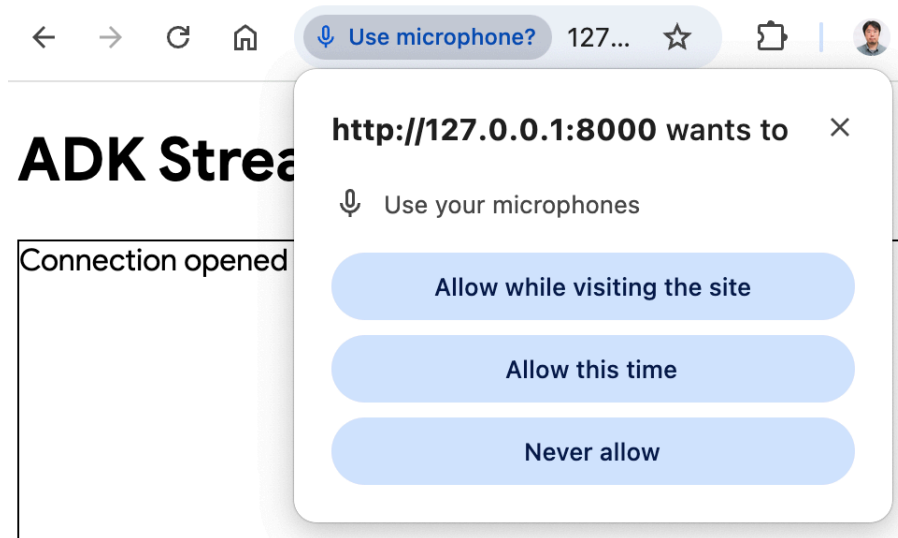 Use microphone? 127...
http://127.0.0.1:8000 wants to
ADK Strea
Use your microphones
Connection opened
Allow while visiting the site
Allow this time
Never allow